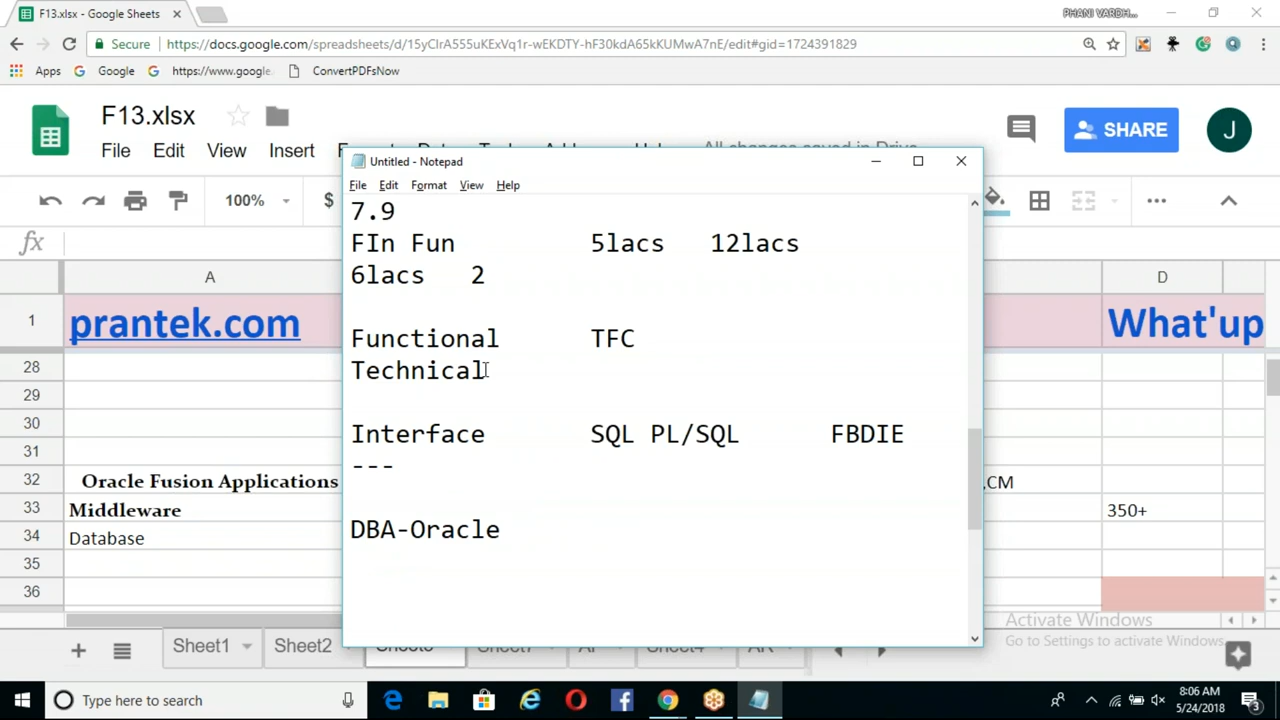 F13.xlsx - Google Sheets
PHANI VARDH...
Secure https://docs.google.com/spreadsheets/d/15yCIrA555uKExVq1r-wEKDTY-hF30kdA65kKUMwA7nE/edit#gid=1724391829
Apps Google https://www.google. ConvertPDFsNow
F13.xlsx
File Edit View Insert
SHARE
J
Untitled - Notepad
File Edit Format View Help
100% $
fx
7.9
FIn Fun 5lacs 12lacs
6lacs 2
Functional TFC
Technical
Interface SQL PL/SQL FBDIE
---
DBA-Oracle
A D
1 prantek.com What'up
28
29
30
31
32 Oracle Fusion Applications ,CM
33 Middleware 350+
34 Database
35
36
Activate Windows
Go to Settings to activate Windows.
Sheet1 Sheet2
Type here to search
8:06 AM
5/24/2018
3